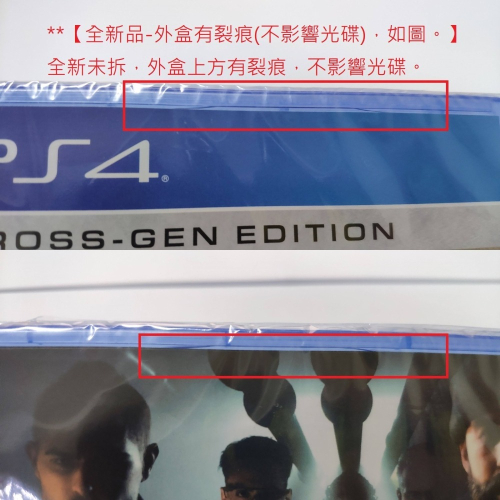 **【全新品-外盒有裂痕(不影響光碟)，如圖。】
全新未拆，外盒上方有裂痕，不影響光碟。
PS4®
ROSS-GEN EDITION